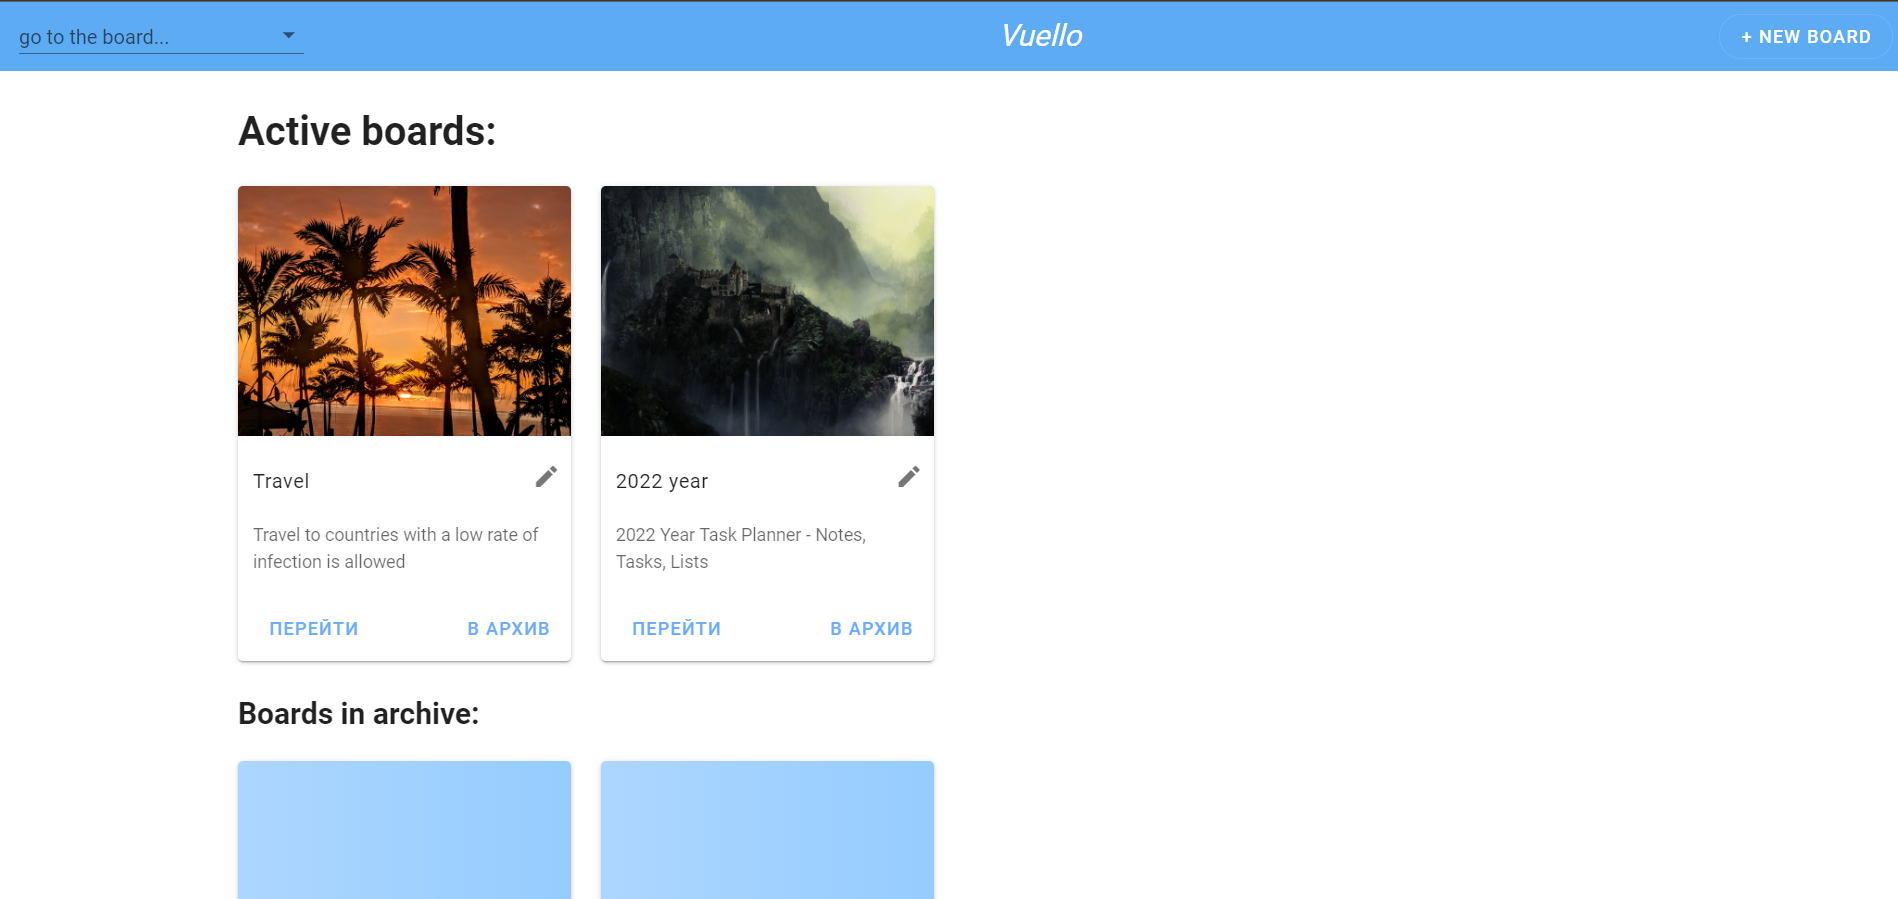 go to the board...
Vuello
+ NEW BOARD
Active boards:
Travel
Travel to countries with a low rate of
infection is allowed
ПЕРЕЙТИ
В АРХИВ
2022 year
2022 Year Task Planner - Notes,
Tasks, Lists
ПЕРЕЙТИ
В АРХИВ
Boards in archive: